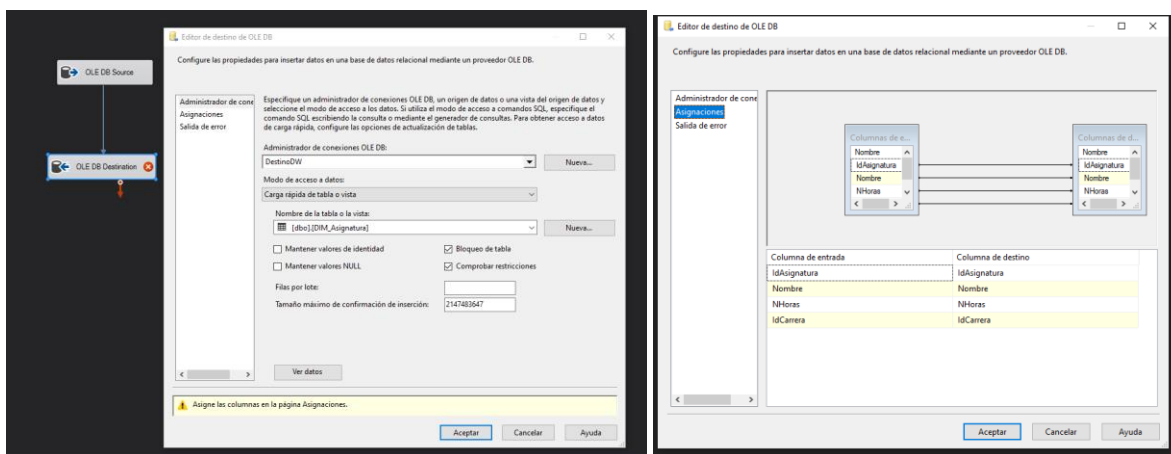 OLE DB Source
OLE DB Destination
Editor de destino de OLE DB
Configure las propiedades para insertar datos en una base de datos relacional mediante un proveedor OLE DB.
Administrador de cone
Asignaciones
Salida de error
Especifique un administrador de conexiones OLE DB, un origen de datos o una vista del origen de datos y
seleccione el modo de acceso a los datos. Si utiliza el modo de acceso a comandos SQL, especifique el
comando SQL escribiendo la consulta o mediante el generador de consultas. Para obtener acceso a datos
de carga rápida, configure las opciones de actualización de tablas.
Administrador de conexiones OLE DB:
DestinoDW
Nueva...
Modo de acceso a datos:
Carga rápida de tabla o vista
Nombre de la tabla o la vista:
[dbo].[DIM_Asignatura]
Nueva...
Mantener valores de identidad
Bloqueo de tabla
Mantener valores NULL
Comprobar restricciones
Filas por lote:
Tamaño máximo de confirmación de inserción:
2147483647
Ver datos
Asigne las columnas en la página Asignaciones.
Aceptar
Cancelar
Ayuda
Editor de destino de OLE DB
Configure las propiedades para insertar datos en una base de datos relacional mediante un proveedor OLE DB.
Administrador de cone
Asignaciones
Salida de error
Columnas de e...
Nombre
IdAsignatura
Nombre
NHoras
Columnas de d...
Nombre
IdAsignatura
Nombre
NHoras
Columna de entrada
Columna de destino
IdAsignatura
IdAsignatura
Nombre
Nombre
NHoras
NHoras
IdCarrera
IdCarrera
Aceptar
Cancelar
Ayuda